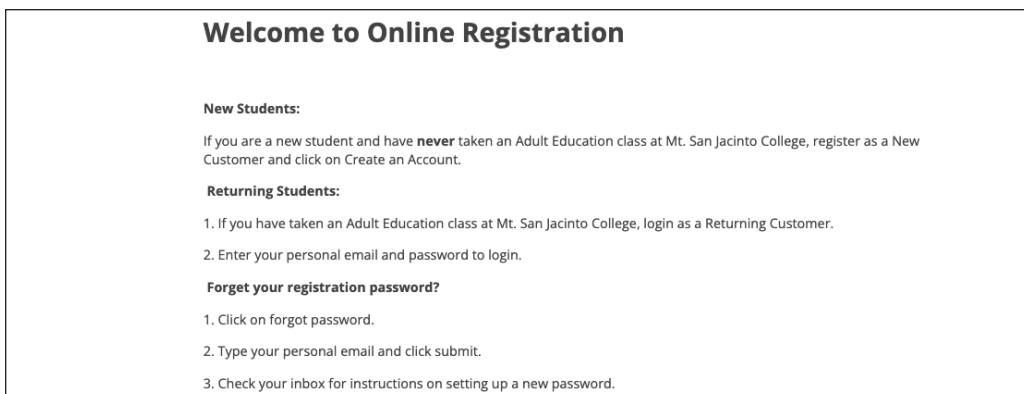 Welcome to Online Registration
New Students:
If you are a new student and have never taken an Adult Education class at Mt. San Jacinto College, register as a New
Customer and click on Create an Account.
Returning Students:
1. If you have taken an Adult Education class at Mt. San Jacinto College, login as a Returning Customer.
2. Enter your personal email and password to login.
Forget your registration password?
1. Click on forgot password.
2. Type your personal email and click submit.
3. Check your inbox for instructions on setting up a new password.